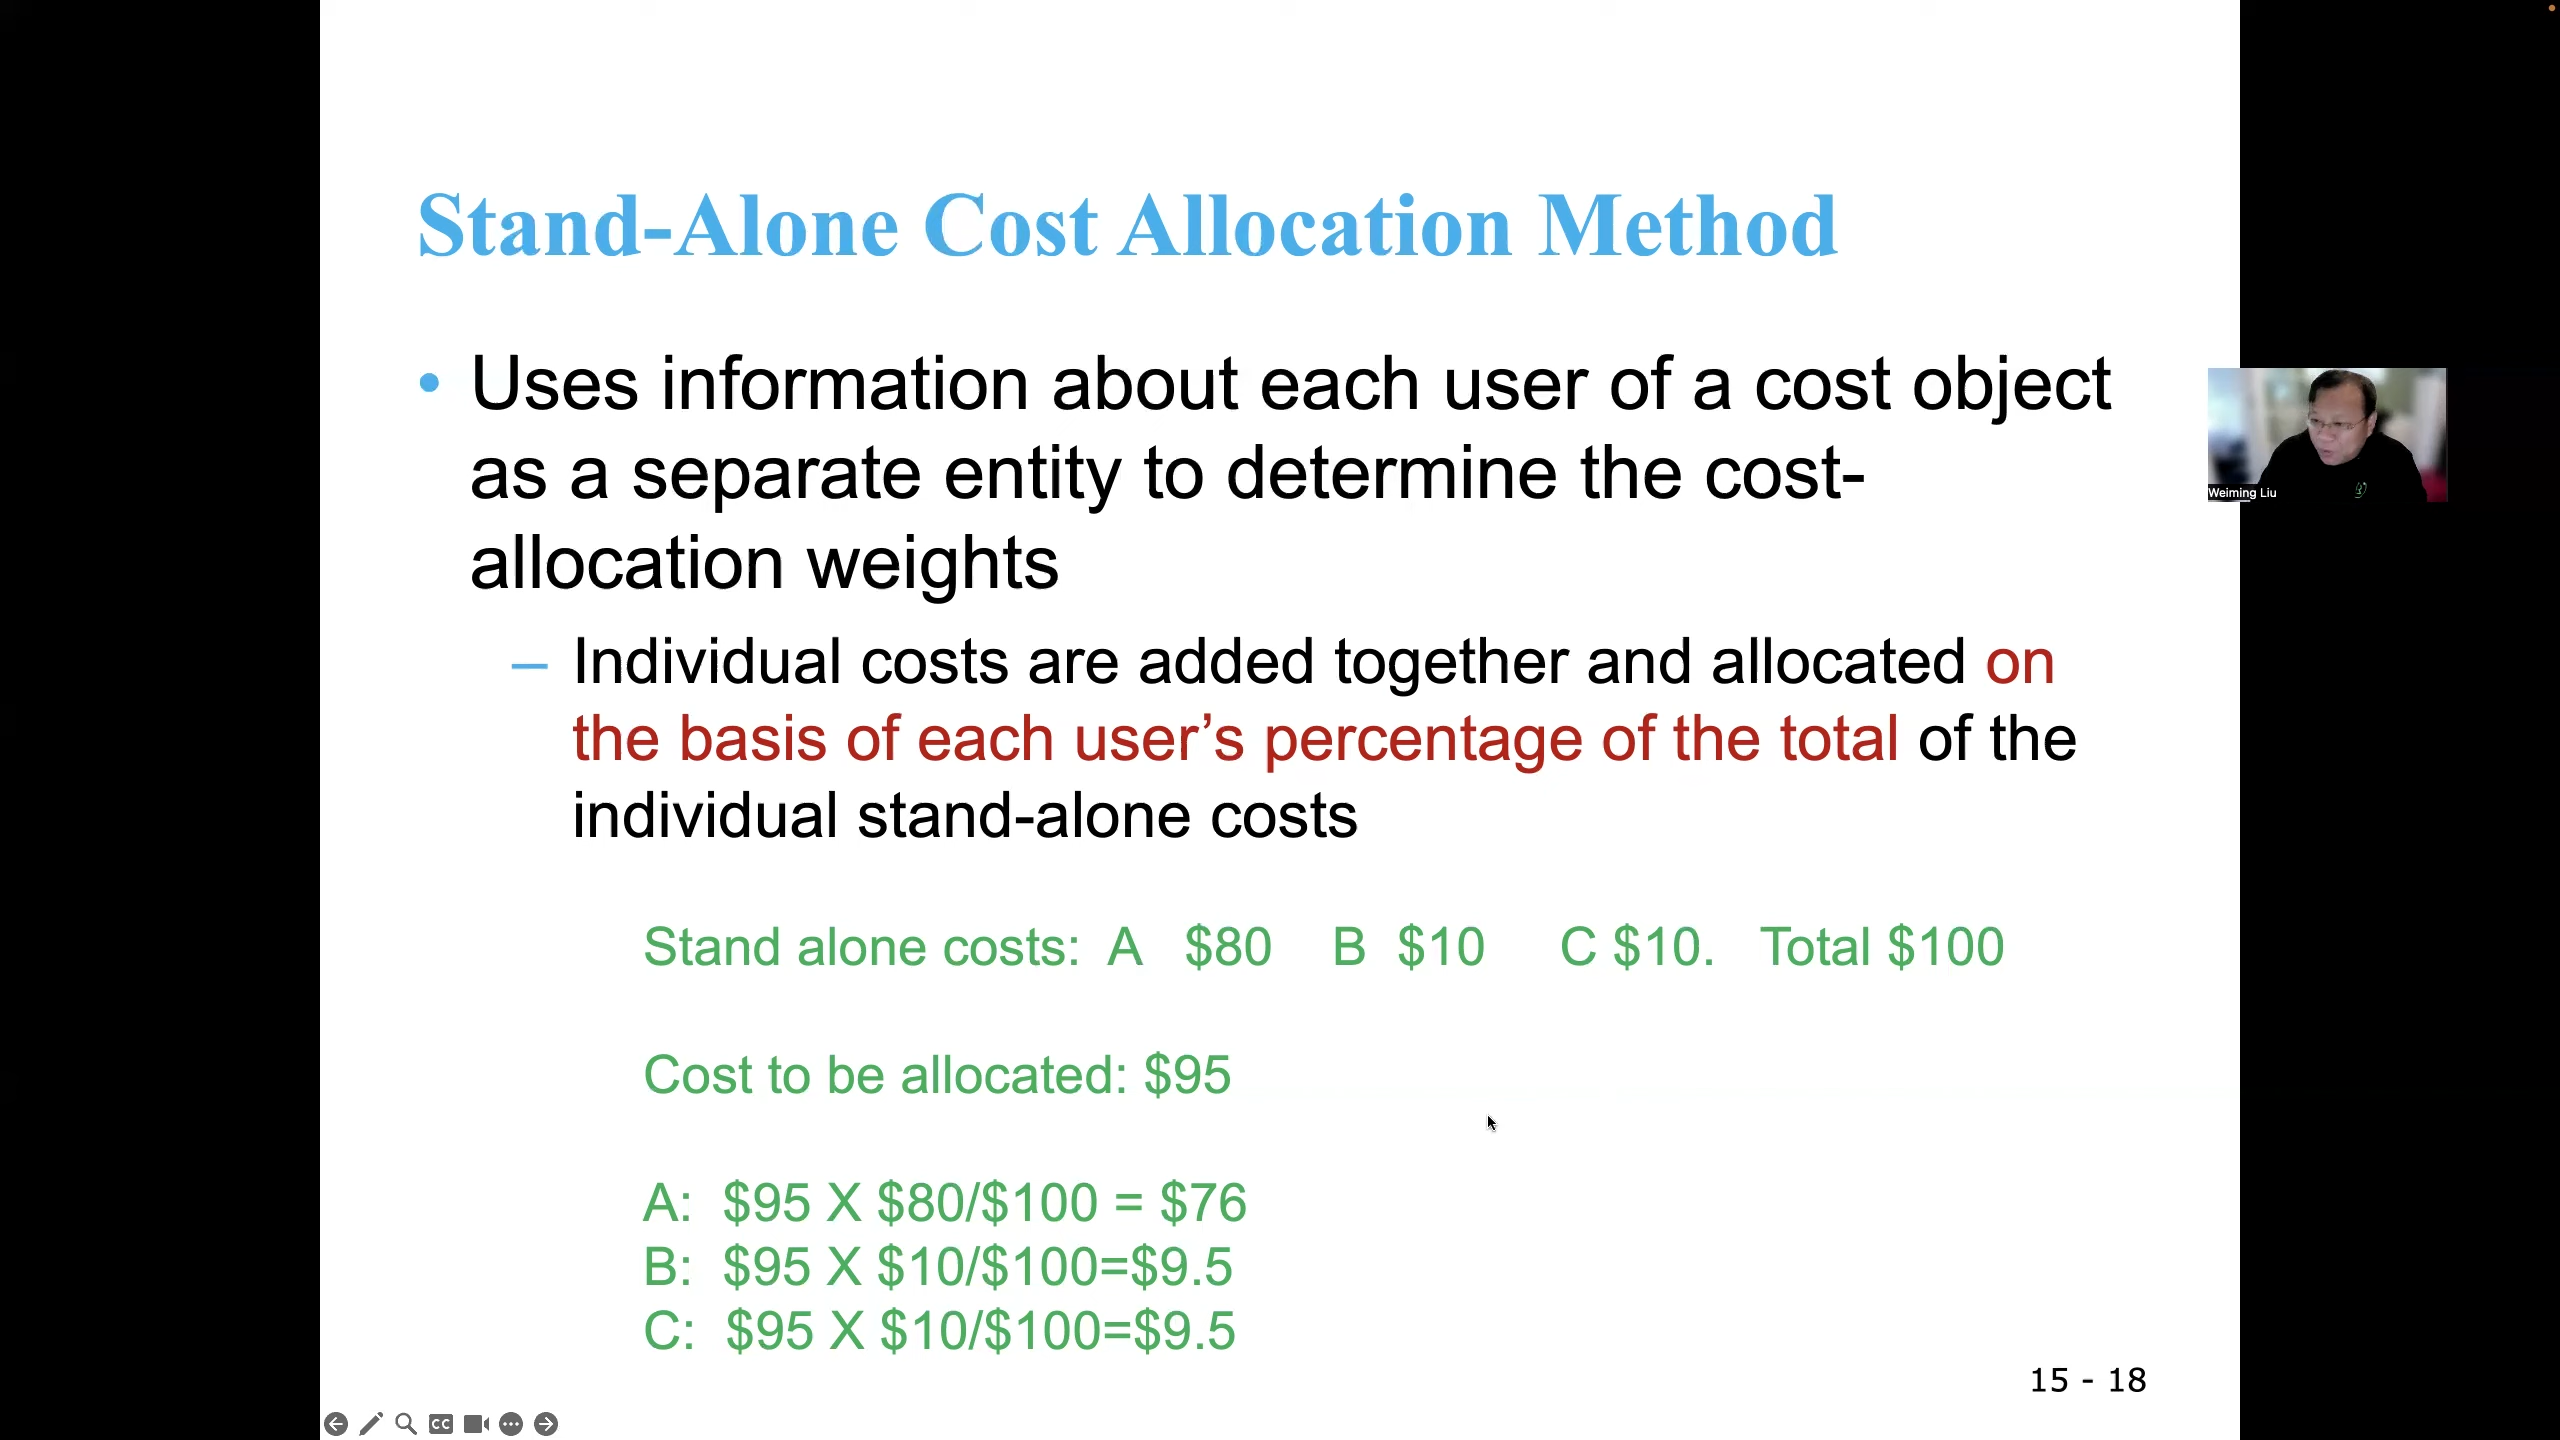 Stand-Alone Cost Allocation Method
• Uses information about each user of a cost object
as a separate entity to determine the cost-
allocation weights
– Individual costs are added together and allocated on
the basis of each user’s percentage of the total of the
individual stand-alone costs
Stand alone costs: A $80 B $10 C $10. Total $100
Cost to be allocated: $95
A: $95 X $80/$100 = $76
B: $95 X $10/$100=$9.5
C: $95 X $10/$100=$9.5
15 - 18
Weiming Liu
CC